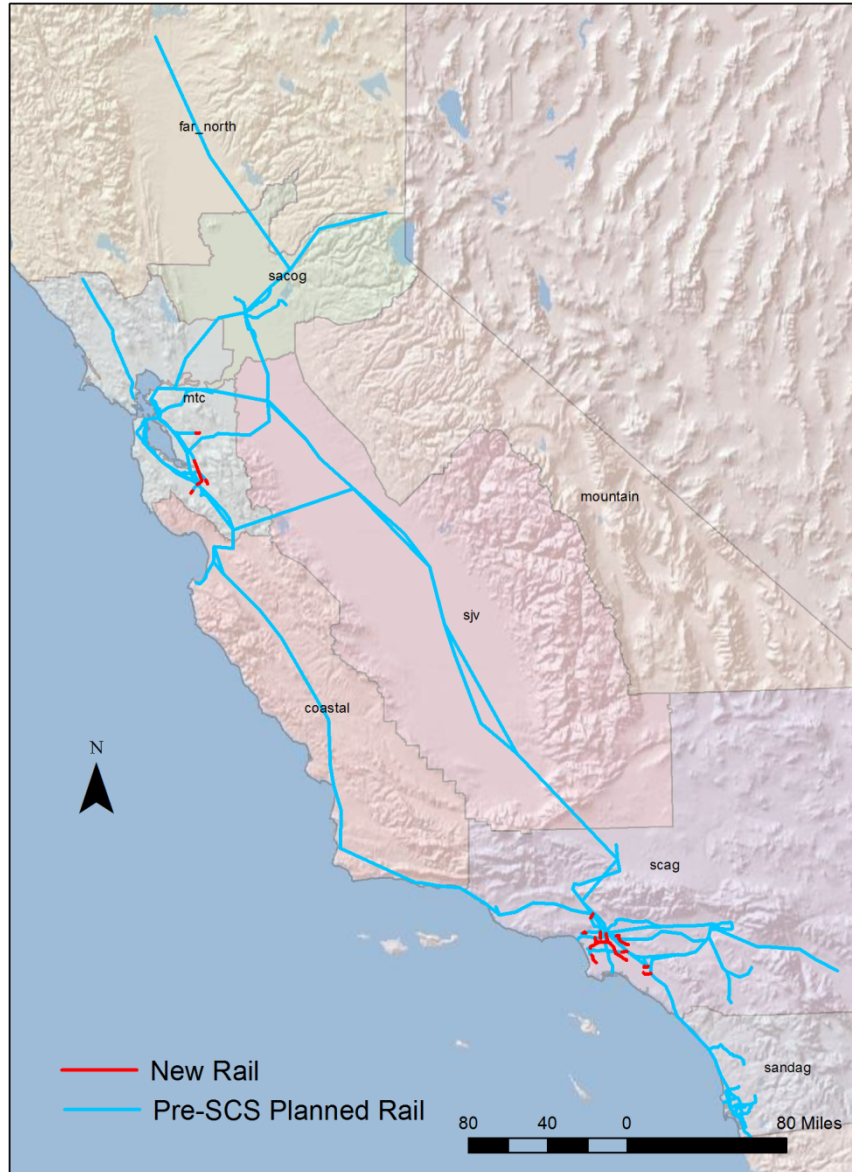 far_north
sacog
mtc
mountain
sjv
coastal
N
scag
sandag
New Rail
Pre-SCS Planned Rail
80 40 0 80 Miles